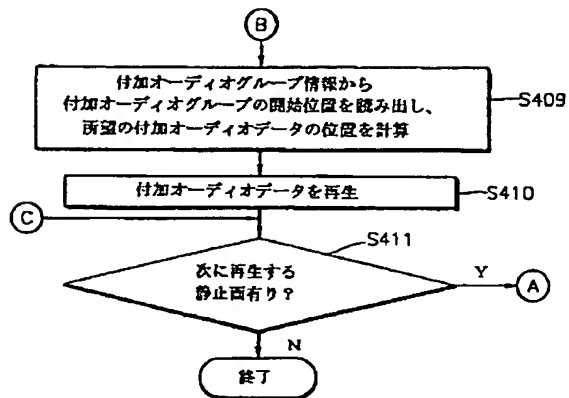 B
付加オーディオグループ情報から
付加オーディオグループの開始位置を読み出し、
所望の付加オーディオデータの位置を計算
S409
付加オーディオデータを再生
S410
C
S411
次に再生する
静止画有り?
Y
A
N
終了